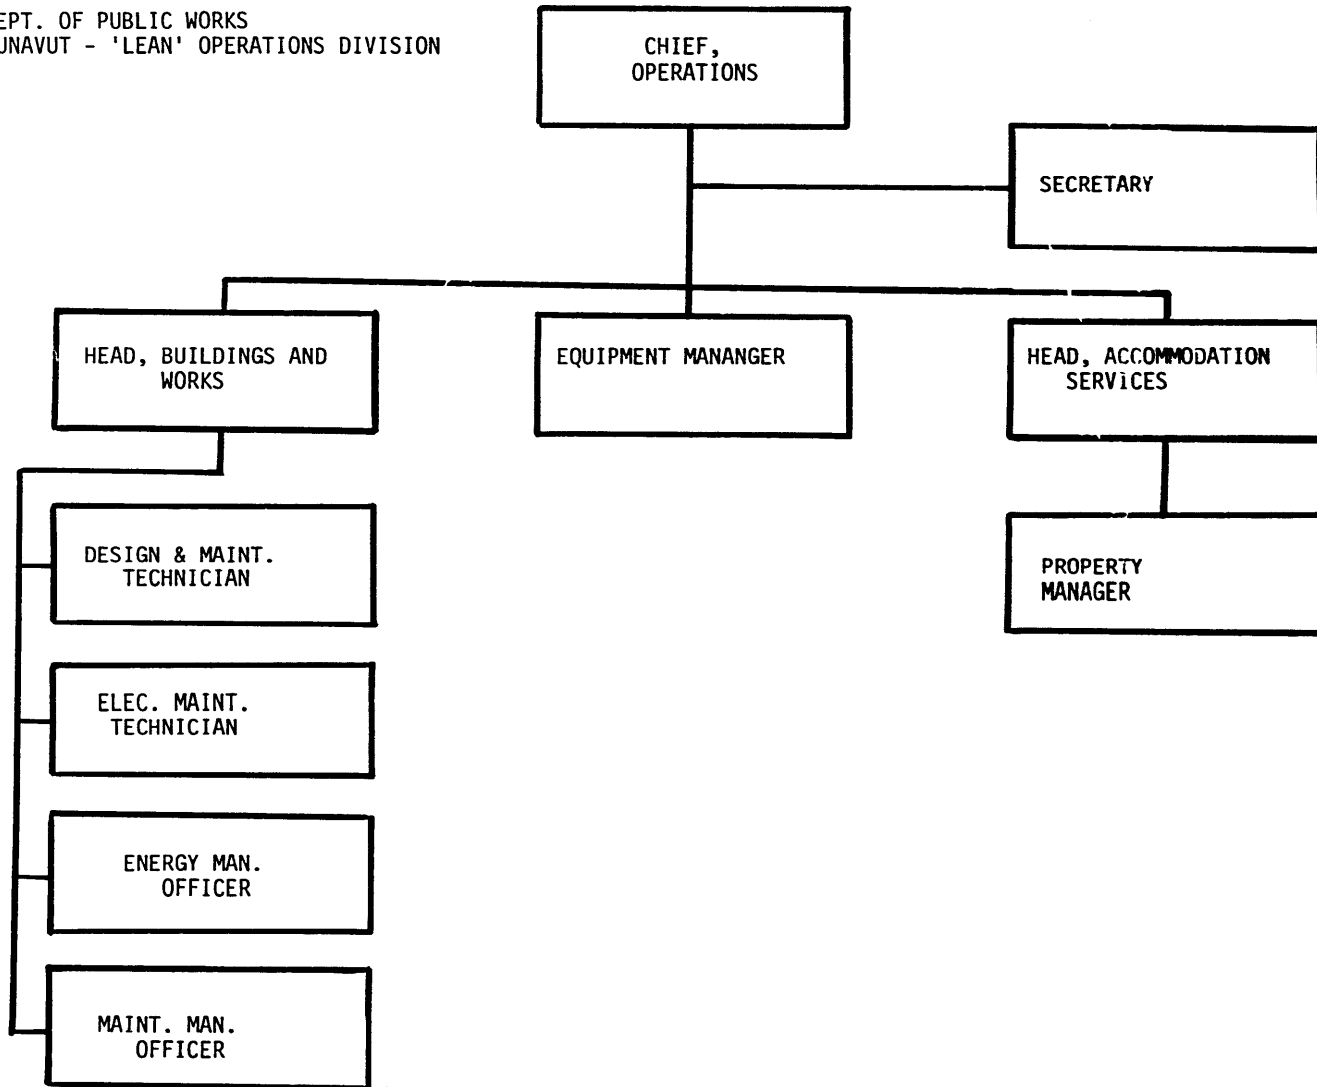 EPT. OF PUBLIC WORKS
UNAVUT - 'LEAN' OPERATIONS DIVISION
CHIEF,
OPERATIONS
SECRETARY
HEAD, BUILDINGS AND
WORKS
EQUIPMENT MANANGER
HEAD, ACCOMMODATION
SERVICES
DESIGN & MAINT.
TECHNICIAN
PROPERTY
MANAGER
ELEC. MAINT.
TECHNICIAN
ENERGY MAN.
OFFICER
MAINT. MAN.
OFFICER